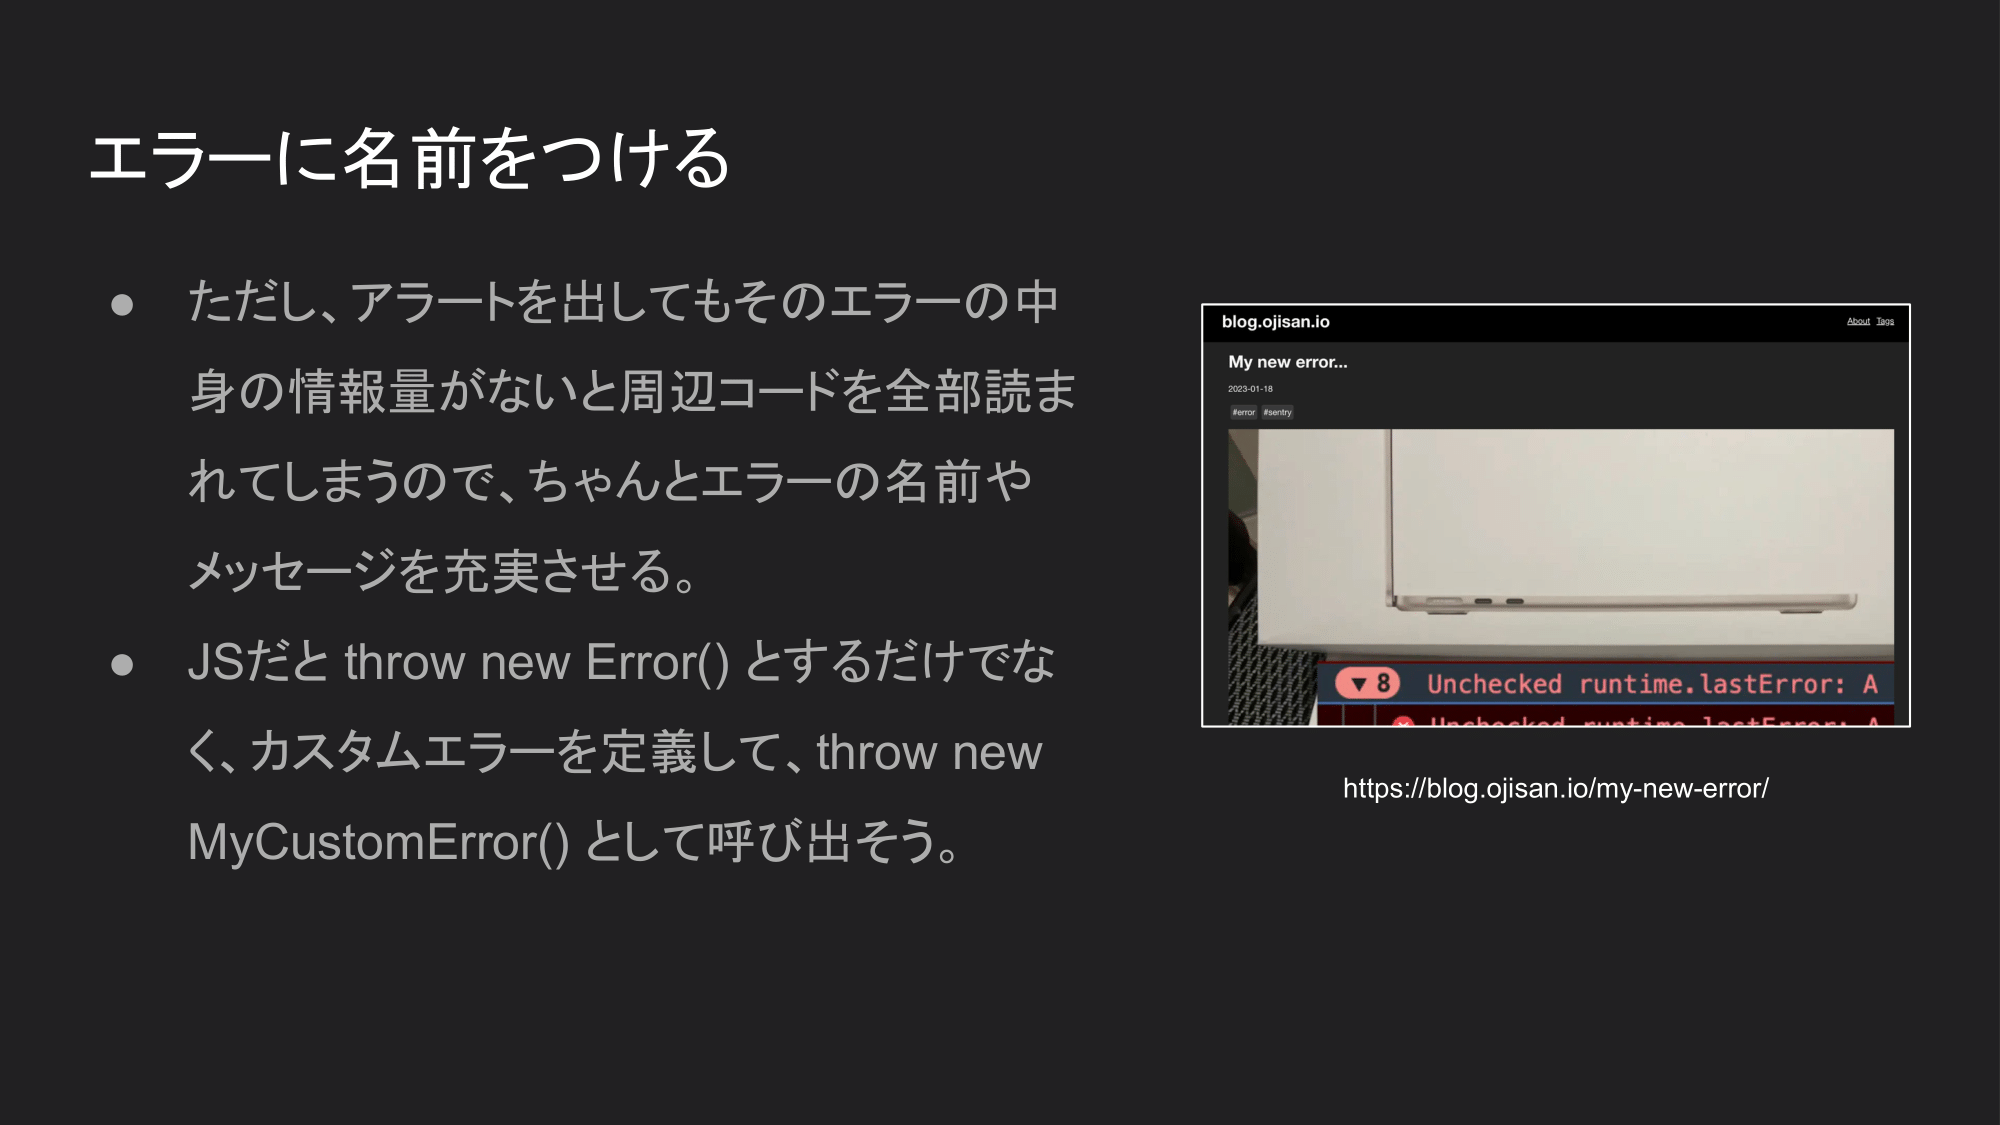 エラーに名前をつける
● ただし、アラートを出してもそのエラーの中
身の情報量がないと周辺コードを全部読ま
れてしまうので、ちゃんとエラーの名前や
メッセージを充実させる。
● JSだと throw new Error() とするだけでな
く、カスタムエラーを定義して、throw new
MyCustomError() として呼び出そう。
blog.ojisan.io
About Tags
My new error...
2023-01-18
#error #sentry
▼ 8 Unchecked runtime.lastError: A
Unchecked runtime.lastError: A
https://blog.ojisan.io/my-new-error/